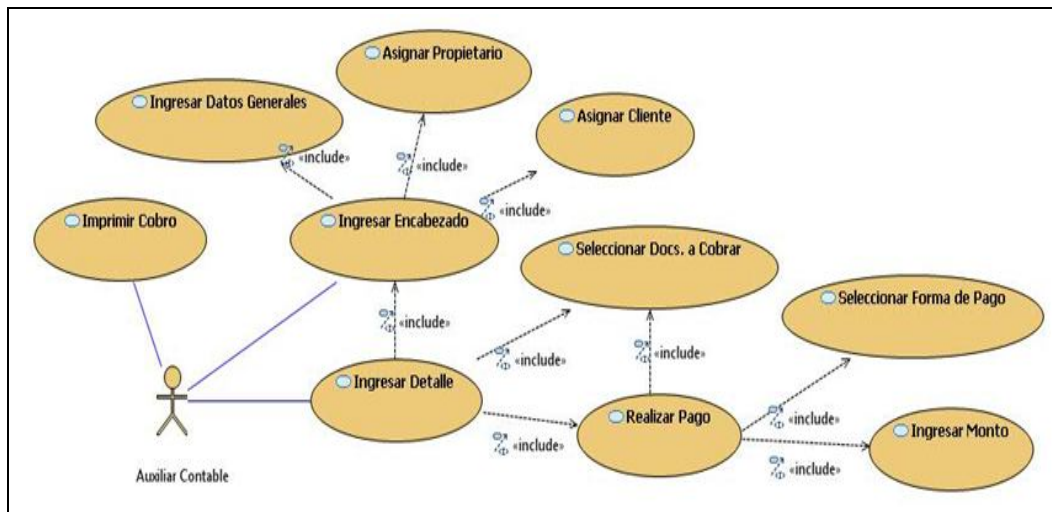 Asignar Propietario
Ingresar Datos Generales
Asignar Cliente
«include»
«include»
«include»
Imprimir Cobro
Ingresar Encabezado
Seleccionar Docs. a Cobrar
Seleccionar Forma de Pago
«include»
«include»
«include»
Ingresar Detalle
Realizar Pago
«include»
Ingresar Monto
«include»
«include»
Auxiliar Contable